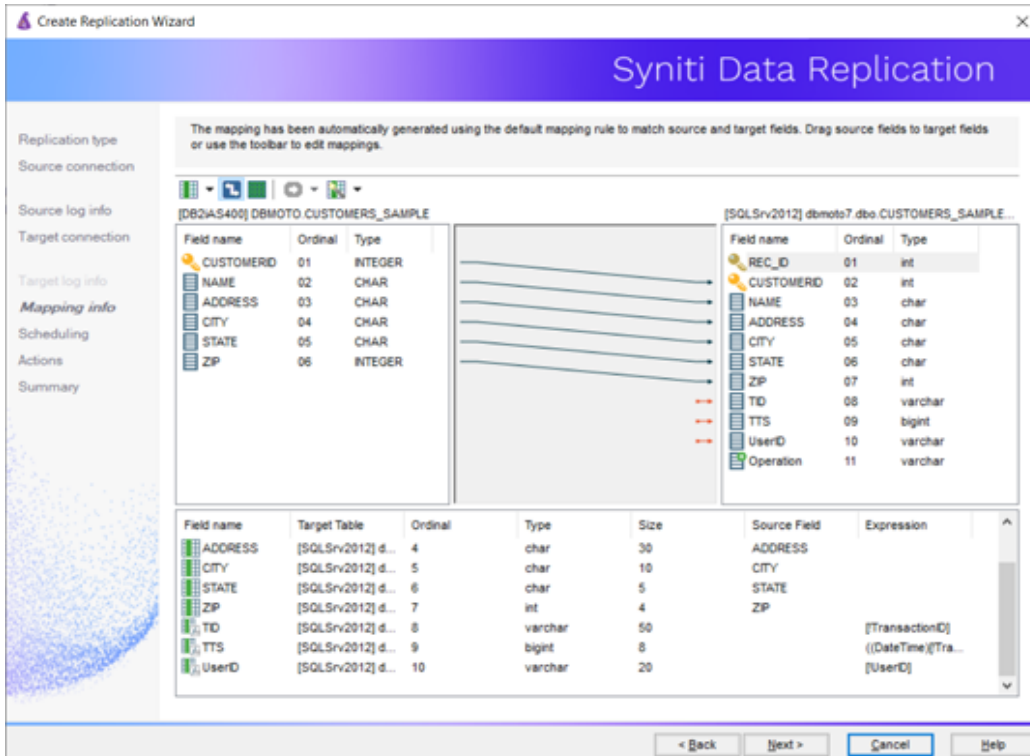 Create Replication Wizard
Syniti Data Replication
Replication type
Source connection
Source log info
Target connection
Target log info
Mapping info
Scheduling
Actions
Summary
The mapping has been automatically generated using the default mapping rule to match source and target fields. Drag source fields to target fields
or use the toolbar to edit mappings.
[DB2iAS400] DBMOTO.CUSTOMERS_SAMPLE
Field name Ordinal Type
CUSTOMERID 01 INTEGER
NAME 02 CHAR
ADDRESS 03 CHAR
CITY 04 CHAR
STATE 05 CHAR
ZIP 06 INTEGER
[SQLSrv2012] dbmoto7.dbo.CUSTOMERS_SAMPLE...
Field name Ordinal Type
REC_ID 01 int
CUSTOMERID 02 int
NAME 03 char
ADDRESS 04 char
CITY 05 char
STATE 06 char
ZIP 07 int
TID 08 varchar
TTS 09 bigint
UserID 10 varchar
Operation 11 varchar
Field name Target Table Ordinal Type Size Source Field Expression
ADDRESS [SQLSrv2012] d... 4 char 30 ADDRESS
CITY [SQLSrv2012] d... 5 char 10 CITY
STATE [SQLSrv2012] d... 6 char 5 STATE
ZIP [SQLSrv2012] d... 7 int 4 ZIP
TID [SQLSrv2012] d... 8 varchar 50 [!TransactionID]
TTS [SQLSrv2012] d... 9 bigint 8 ((DateTime)[!Tra...
UserID [SQLSrv2012] d... 10 varchar 20 [!UserID]
< Back Next > Cancel Help